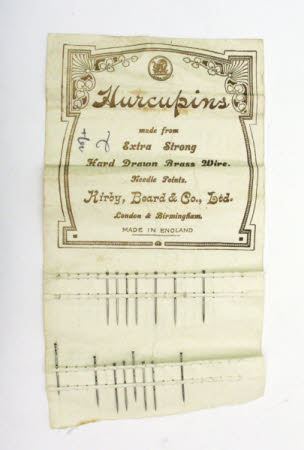 Hurcupins
made from
Extra Strong
Hard Drawn Brass Wire.
Needle Points.
Kirby, Beard & Co., Ltd.
London & Birmingham.
MADE IN ENGLAND